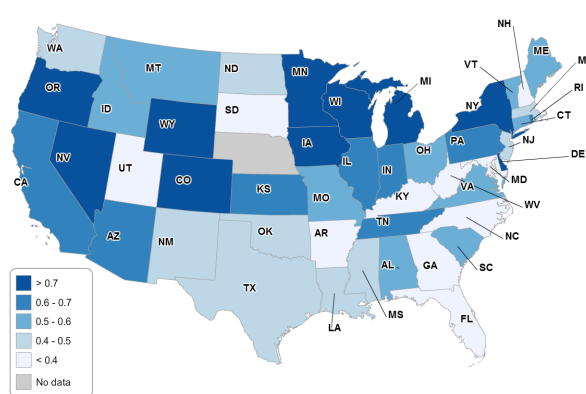 NH
WA
ME
MT
ND
VT
M
MN
OR
MI
RI
ID
WI
NY
SD
CT
WY
PA
NJ
IA
OH
DE
NV
UT
IL
IN
CO
KS
MD
CA
MO
VA
KY
WV
TN
AZ
NM
OK
AR
NC
AL
GA
SC
TX
MS
FL
LA
> 0.7
0.6 - 0.7
0.5 - 0.6
0.4 - 0.5
< 0.4
No data